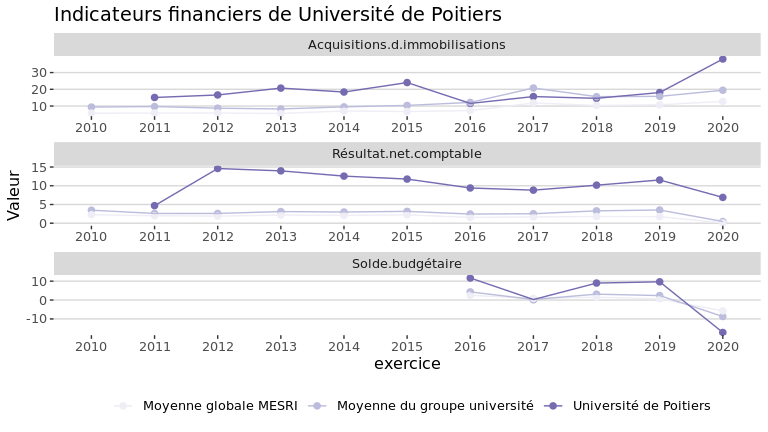 Indicateurs financiers de Université de Poitiers
Acquisitions.d.immobilisations
30
20
10
2010 2011 2012 2013 2014 2015 2016 2017 2018 2019 2020
Résultat.net.comptable
15
10
5
0
2010 2011 2012 2013 2014 2015 2016 2017 2018 2019 2020
Valeur
Solde.budgétaire
10
0
-10
2010 2011 2012 2013 2014 2015 2016 2017 2018 2019 2020
exercice
Moyenne globale MESRI Moyenne du groupe université Université de Poitiers